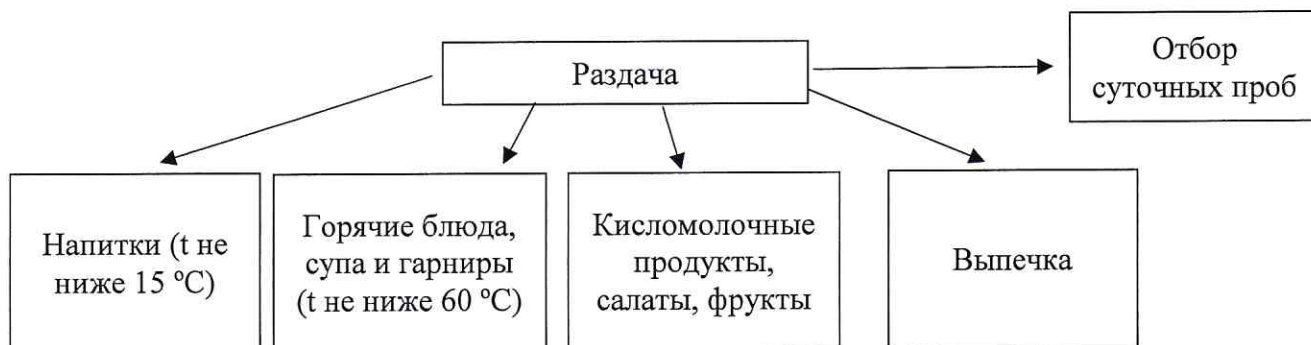 Раздача
Отбор
суточных проб
Напитки (t не
ниже 15 ºС)
Горячие блюда,
супа и гарниры
(t не ниже 60 ºС)
Кисломолочные
продукты,
салаты, фрукты
Выпечка